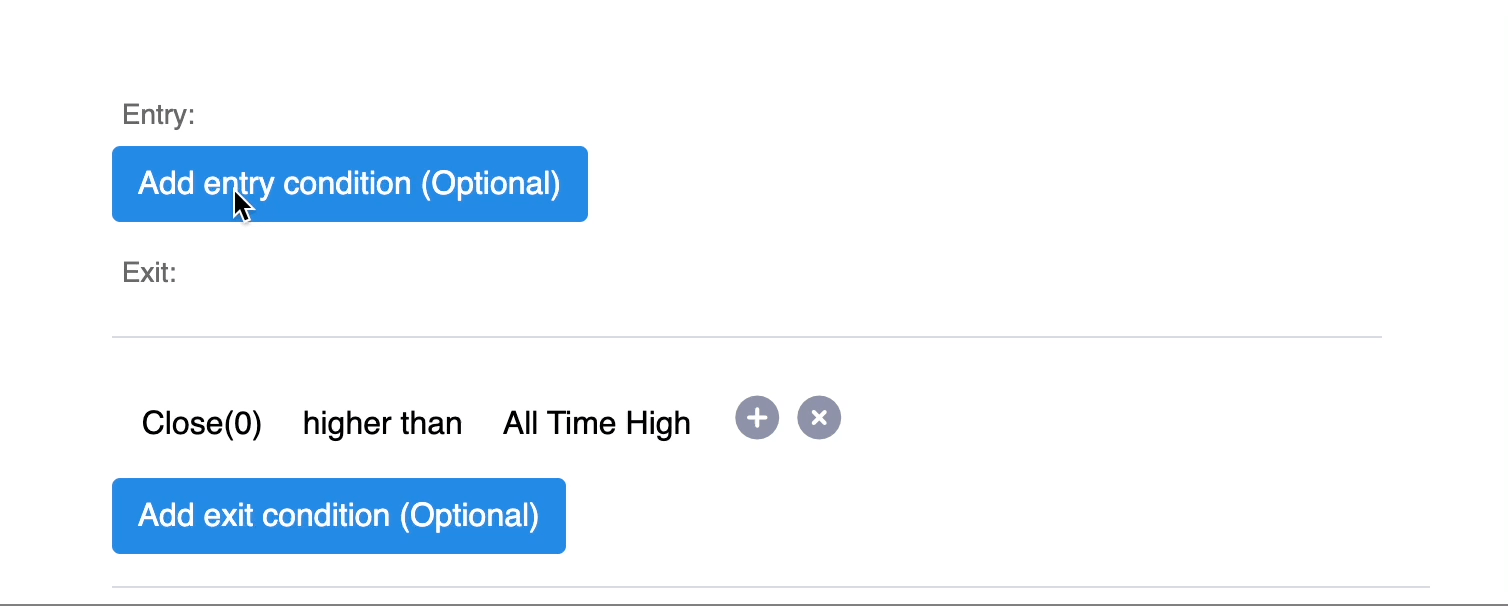 Entry:
Add entry condition (Optional)
Exit:
Close(0) higher than All Time High
Add exit condition (Optional)